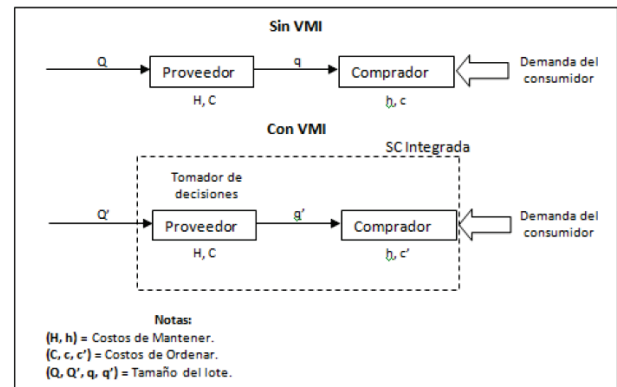 Sin VMI
Q
Proveedor
q
Comprador
Demanda del
consumidor
H, C
h, c
Con VMI
SC Integrada
Tomador de
decisiones
Q'
Proveedor
q'
Comprador
Demanda del
consumidor
H, C
h, c'
Notas:
(H, h) = Costos de Mantener.
(C, c, c') = Costos de Ordenar.
(Q, Q', q, q') = Tamaño del lote.